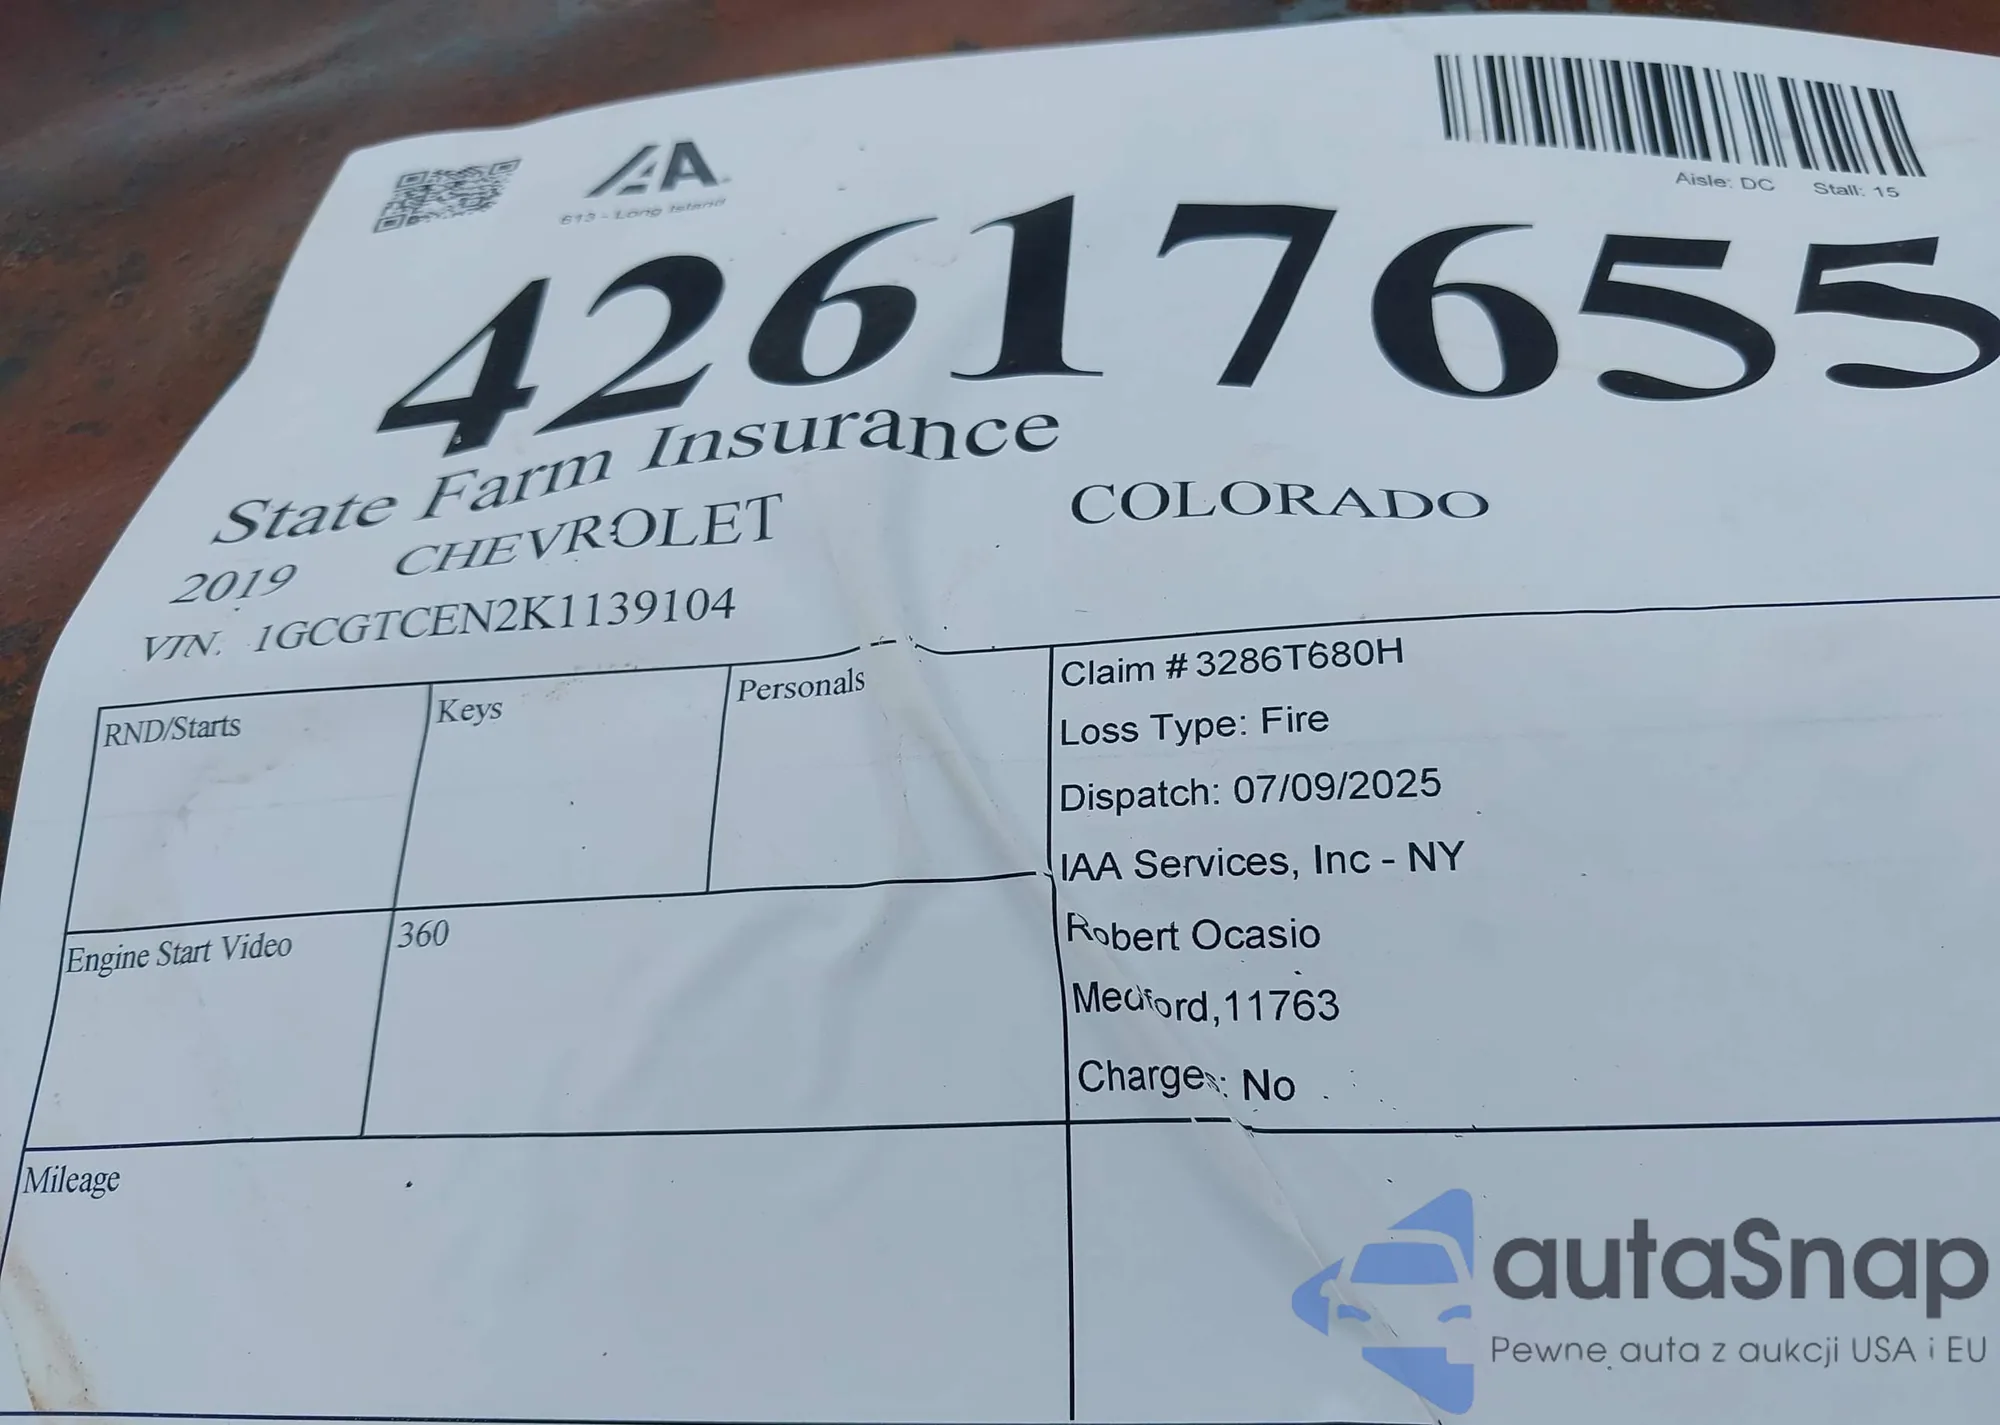 IAA
613 - Long Island
Aisle: DC Stall: 15
42617655
State Farm Insurance
2019 CHEVROLET COLORADO
VIN. 1GCGTCEN2K1139104
RND/Starts
Keys
Personals
Claim # 3286T680H
Loss Type: Fire
Dispatch: 07/09/2025
IAA Services, Inc - NY
Robert Ocasio
Medford,11763
Charges: No
Engine Start Video
360
Mileage
autaSnap
Pewne auta z aukcji USA i EU